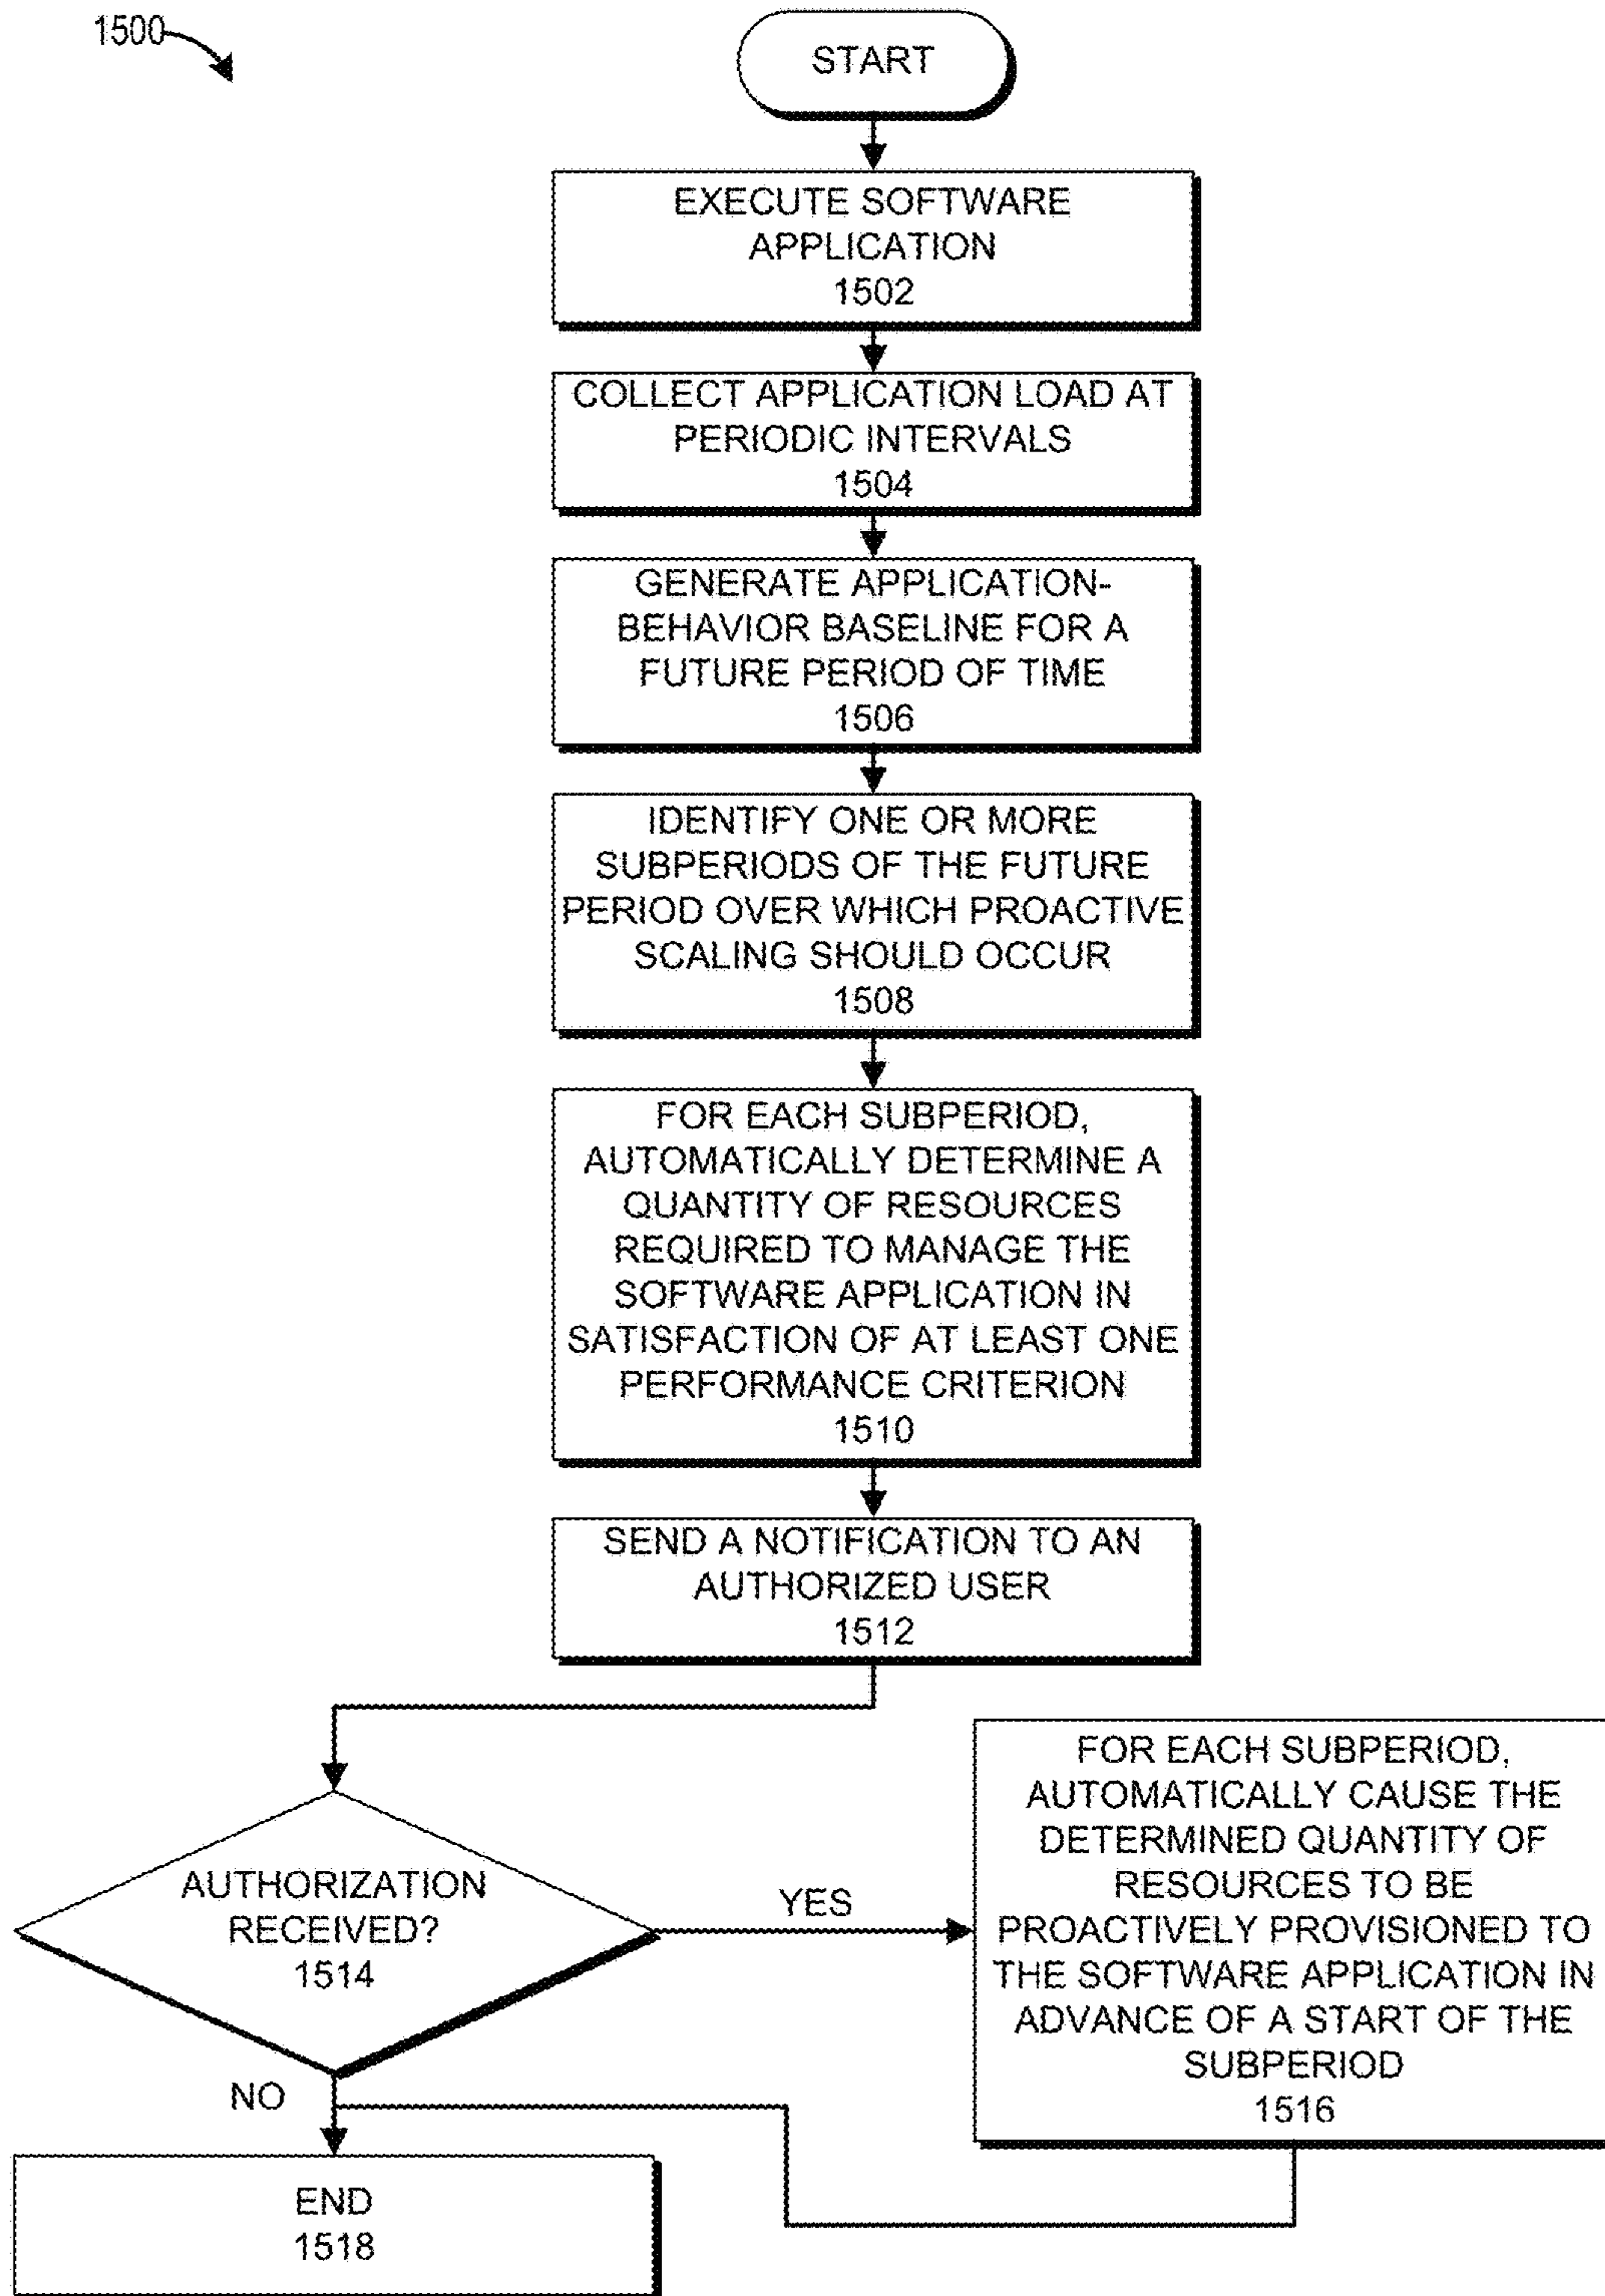 1500
START
EXECUTE SOFTWARE
APPLICATION
1502
COLLECT APPLICATION LOAD AT
PERIODIC INTERVALS
1504
GENERATE APPLICATION-
BEHAVIOR BASELINE FOR A
FUTURE PERIOD OF TIME
1506
IDENTIFY ONE OR MORE
SUBPERIODS OF THE FUTURE
PERIOD OVER WHICH PROACTIVE
SCALING SHOULD OCCUR
1508
FOR EACH SUBPERIOD,
AUTOMATICALLY DETERMINE A
QUANTITY OF RESOURCES
REQUIRED TO MANAGE THE
SOFTWARE APPLICATION IN
SATISFACTION OF AT LEAST ONE
PERFORMANCE CRITERION
1510
SEND A NOTIFICATION TO AN
AUTHORIZED USER
1512
AUTHORIZATION
RECEIVED?
1514
YES
FOR EACH SUBPERIOD,
AUTOMATICALLY CAUSE THE
DETERMINED QUANTITY OF
RESOURCES TO BE
PROACTIVELY PROVISIONED TO
THE SOFTWARE APPLICATION IN
ADVANCE OF A START OF THE
SUBPERIOD
1516
NO
END
1518